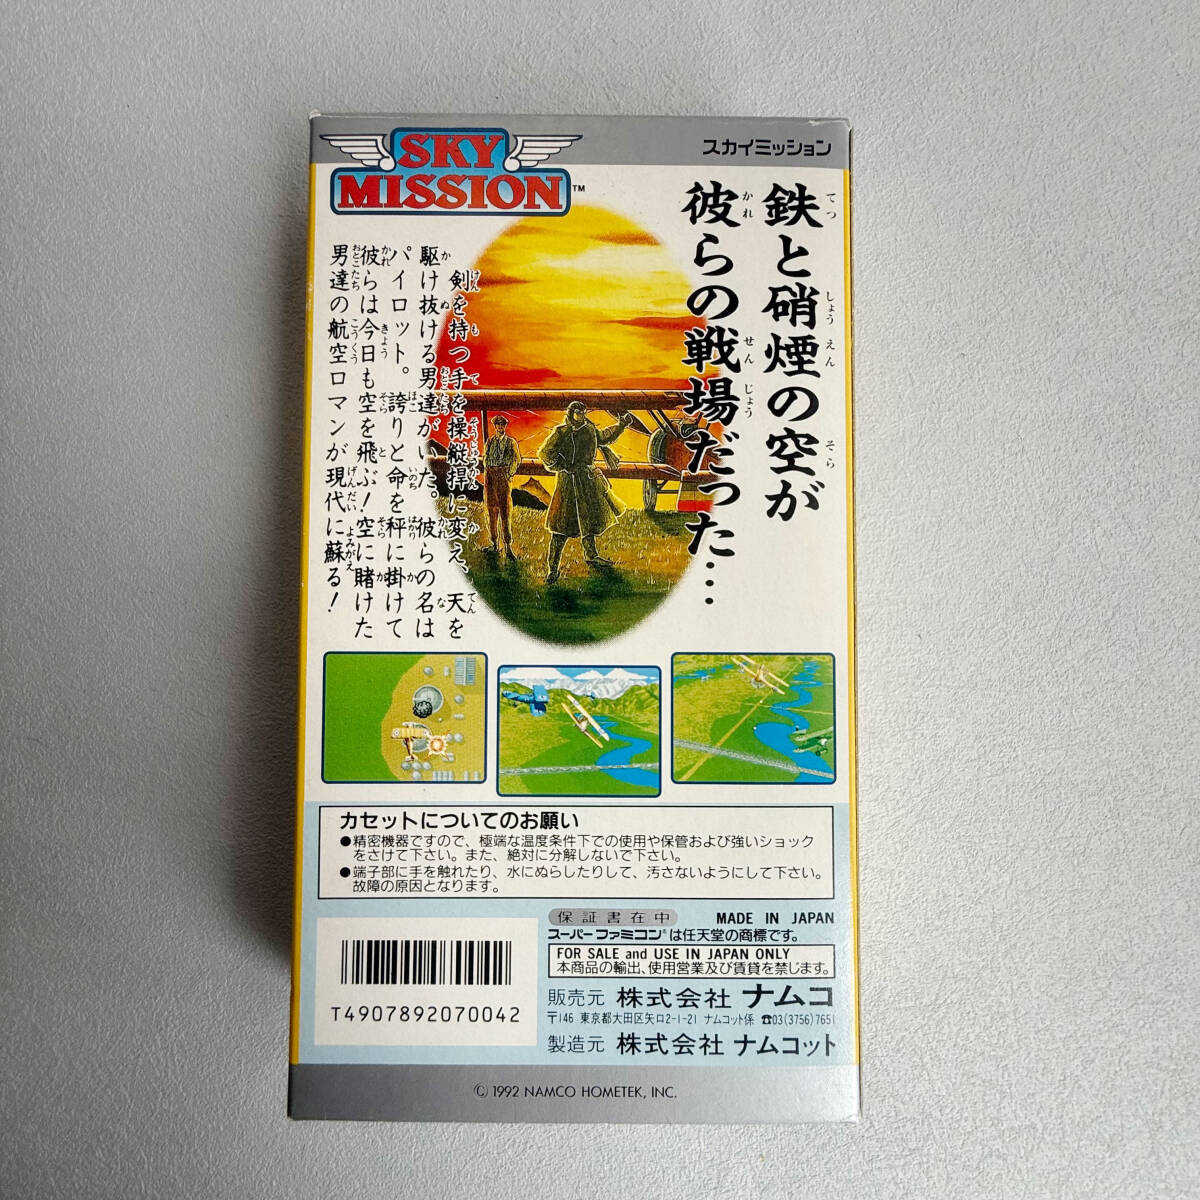 SKY
MISSION™
スカイミッション
鉄と硝煙の空が
彼らの戦場だった…
剣を持つ手を操縦捍に変え、天を
駆け抜ける男達がいた。彼らの名は
パイロット。誇りと命を秤に掛けて
彼らは今日も空を飛ぶ！空に賭けた
男達の航空ロマンが現代に蘇る！
カセットについてのお願い
●精密機器ですので、極端な温度条件下での使用や保管および強いショック
をさけて下さい。また、絶対に分解しないで下さい。
●端子部に手を触れたり、水にぬらしたりして、汚さないようにして下さい。
故障の原因となります。
保証書在中
MADE IN JAPAN
スーパーファミコン®は任天堂の商標です。
FOR SALE and USE IN JAPAN ONLY
本商品の輸出、使用営業及び賃貸を禁じます。
T4907892070042
販売元 株式会社 ナムコ
〒146 東京都大田区矢口2-1-21 ナムコット係 ☎03(3756)7651
製造元 株式会社 ナムコット
© 1992 NAMCO HOMETEK, INC.